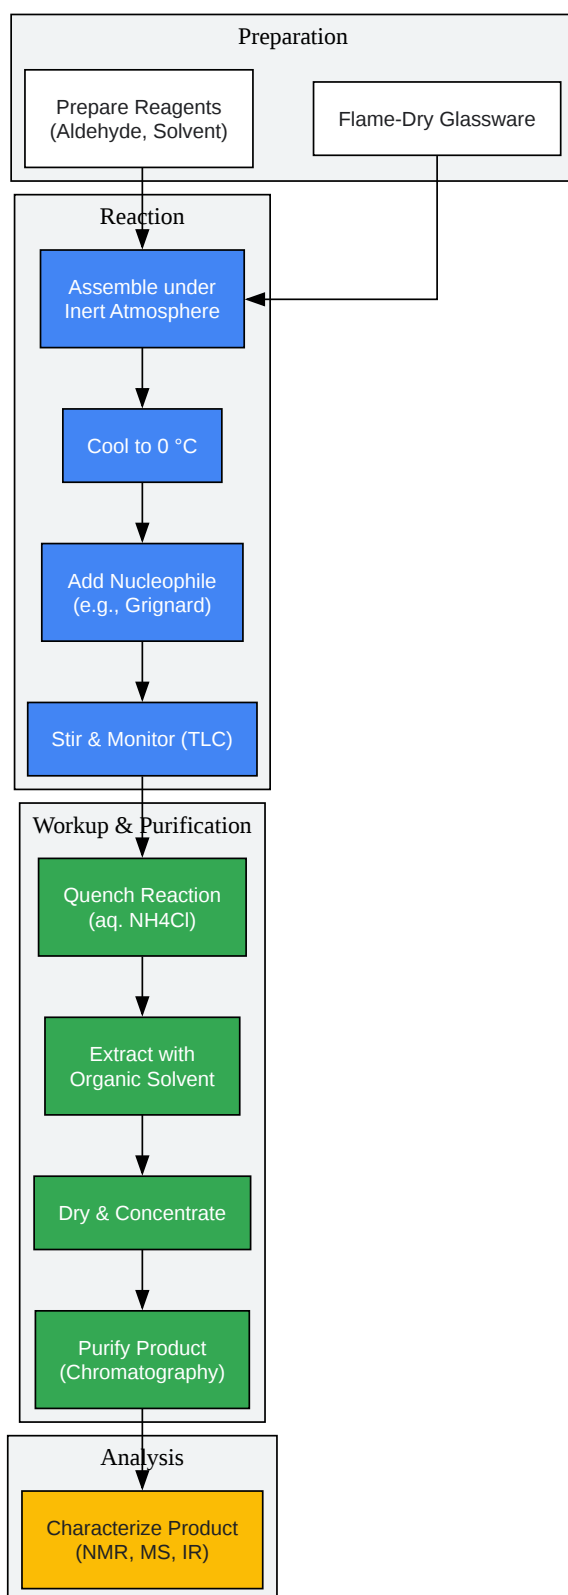 Preparation
Prepare Reagents
(Aldehyde, Solvent)
Flame-Dry Glassware
Reaction
Assemble under
Inert Atmosphere
Cool to 0 °C
Add Nucleophile
(e.g., Grignard)
Stir & Monitor (TLC)
Workup & Purification
Quench Reaction
(aq. NH4Cl)
Extract with
Organic Solvent
Dry & Concentrate
Purify Product
(Chromatography)
Analysis
Characterize Product
(NMR, MS, IR)